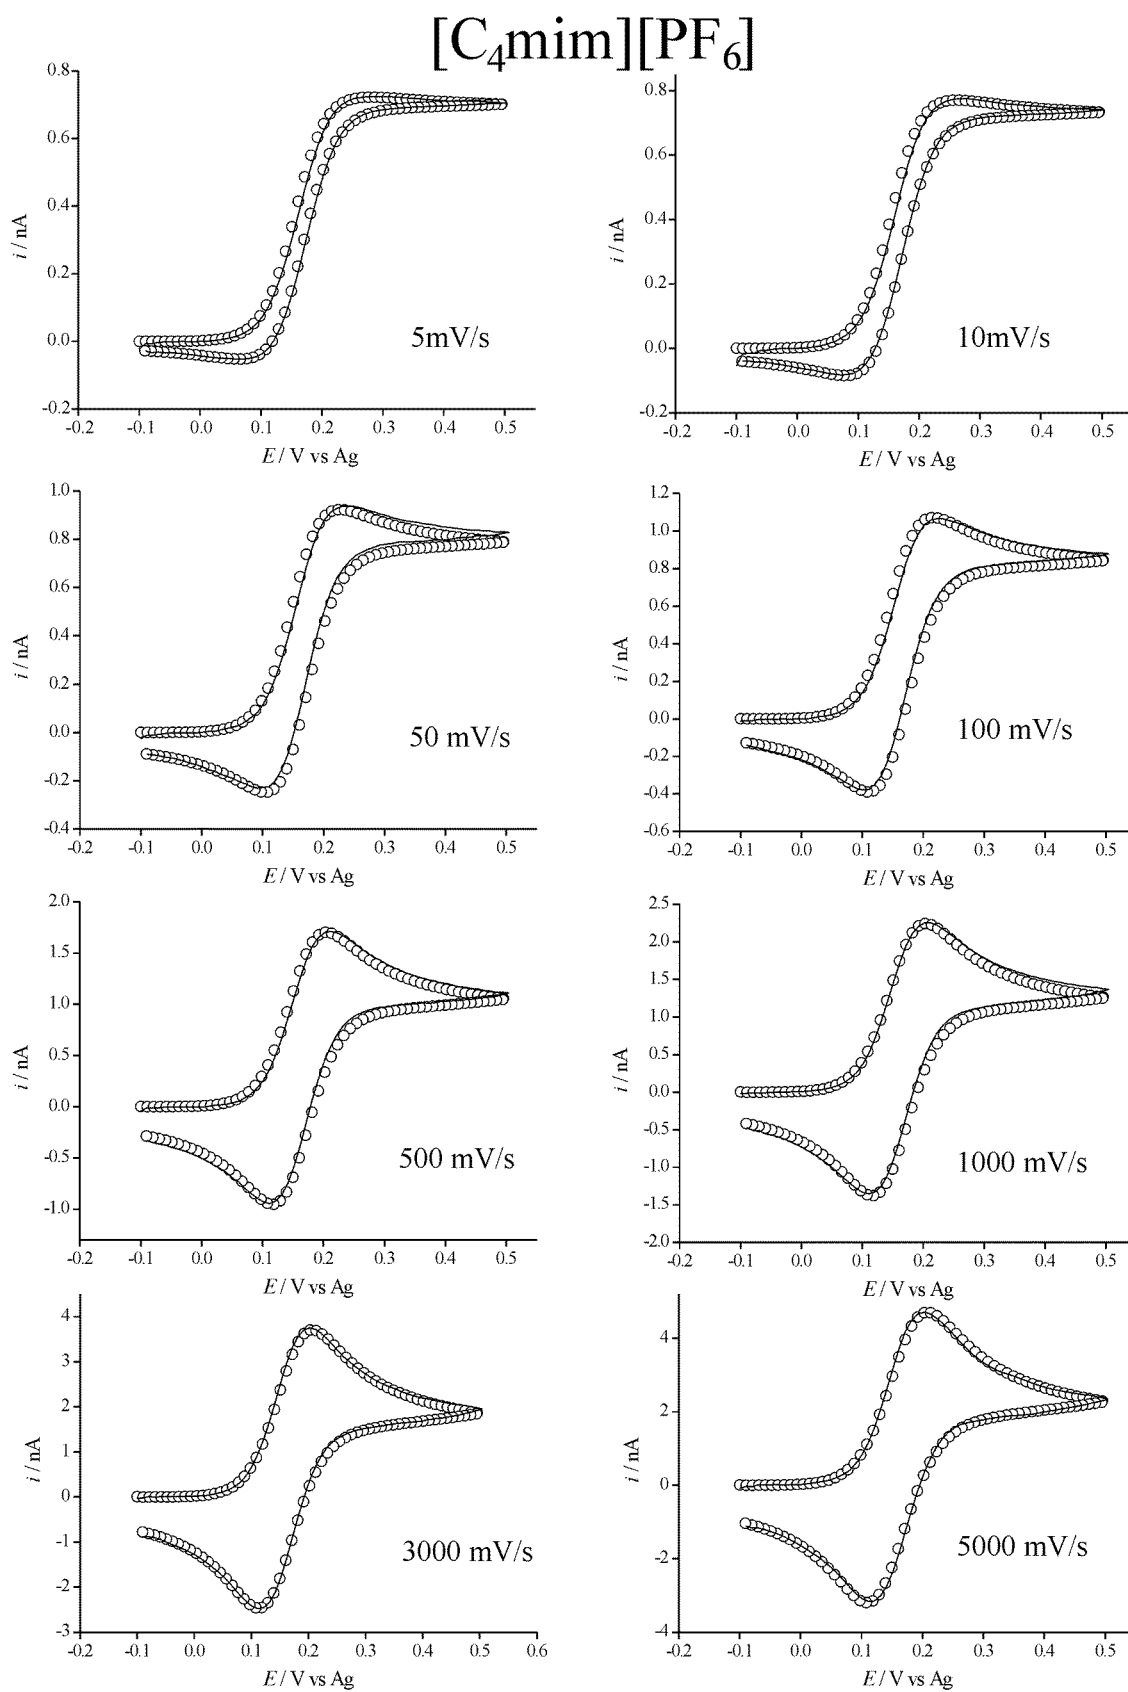 [C₄mim][PF₆]
0.8
0.6
0.4
0.2
0.0
-0.2
i / nA
5mV/s
-0.2 -0.1 0.0 0.1 0.2 0.3 0.4 0.5
E / V vs Ag
0.8
0.6
0.4
0.2
0.0
-0.2
i / nA
10mV/s
-0.2 -0.1 0.0 0.1 0.2 0.3 0.4 0.5
E / V vs Ag
1.0
0.8
0.6
0.4
0.2
0.0
-0.2
-0.4
i / nA
50 mV/s
-0.2 -0.1 0.0 0.1 0.2 0.3 0.4 0.5
E / V vs Ag
1.2
1.0
0.8
0.6
0.4
0.2
0.0
-0.2
-0.4
-0.6
i / nA
100 mV/s
-0.2 -0.1 0.0 0.1 0.2 0.3 0.4 0.5
E / V vs Ag
2.0
1.5
1.0
0.5
0.0
-0.5
-1.0
i / nA
500 mV/s
-0.2 -0.1 0.0 0.1 0.2 0.3 0.4 0.5
E / V vs Ag
2.5
2.0
1.5
1.0
0.5
0.0
-0.5
-1.0
-1.5
-2.0
i / nA
1000 mV/s
-0.2 -0.1 0.0 0.1 0.2 0.3 0.4 0.5
E / V vs Ag
4
3
2
1
0
-1
-2
-3
i / nA
3000 mV/s
-0.2 -0.1 0.0 0.1 0.2 0.3 0.4 0.5 0.6
E / V vs Ag
4
2
0
-2
-4
i / nA
5000 mV/s
-0.2 -0.1 0.0 0.1 0.2 0.3 0.4 0.5
E / V vs Ag